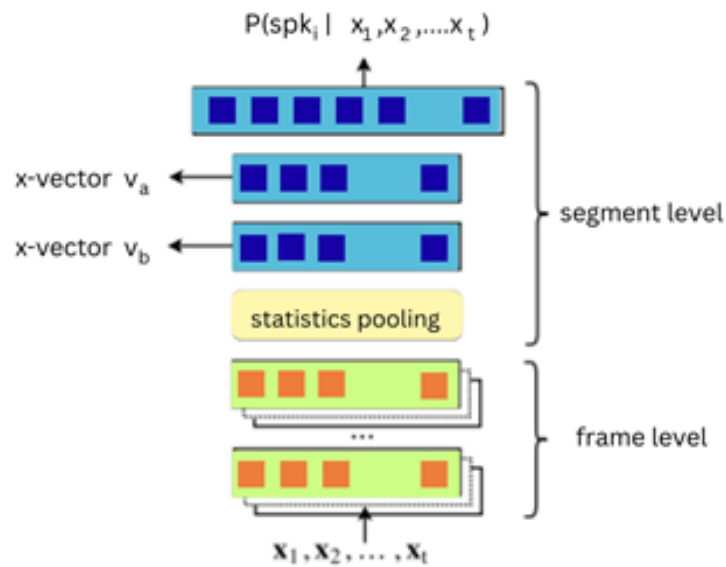 P(spkᵢ | x₁,x₂,....xₜ)
x-vector vₐ
segment level
x-vector v_b
statistics pooling
...
frame level
x₁, x₂, ... , xₜ